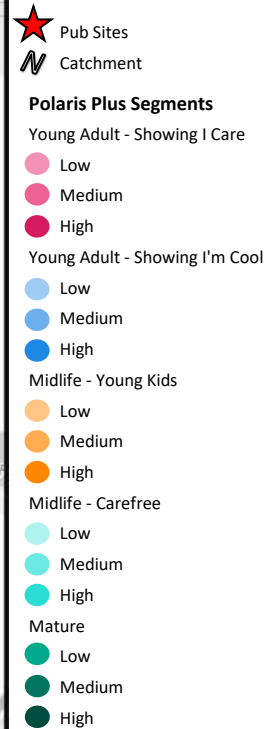 Pub Sites
Catchment
Polaris Plus Segments
Young Adult - Showing I Care
Low
Medium
High
Young Adult - Showing I'm Cool
Low
Medium
High
Midlife - Young Kids
Low
Medium
High
Midlife - Carefree
Low
Medium
High
Mature
Low
Medium
High